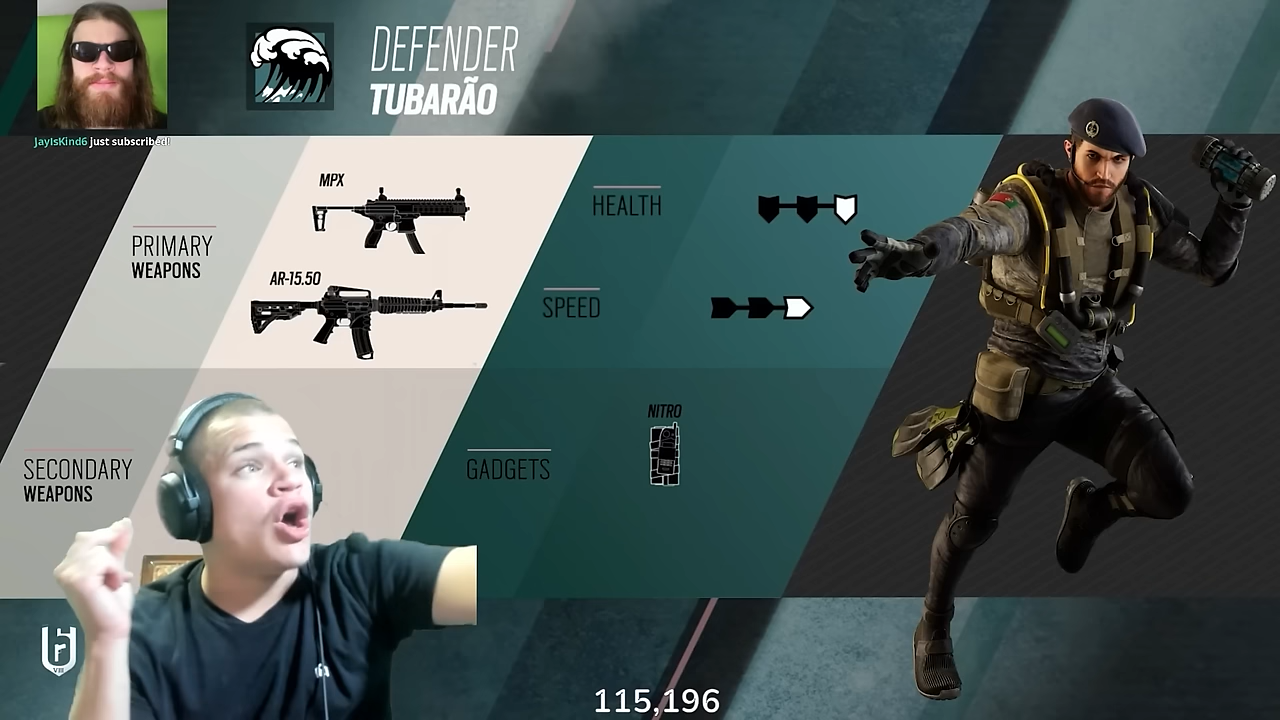 DEFENDER
TUBARÃO
JayIsKind6 just subscribed!
MPX
HEALTH
PRIMARY
WEAPONS
AR-15.50
SPEED
NITRO
SECONDARY
WEAPONS
GADGETS
115,196